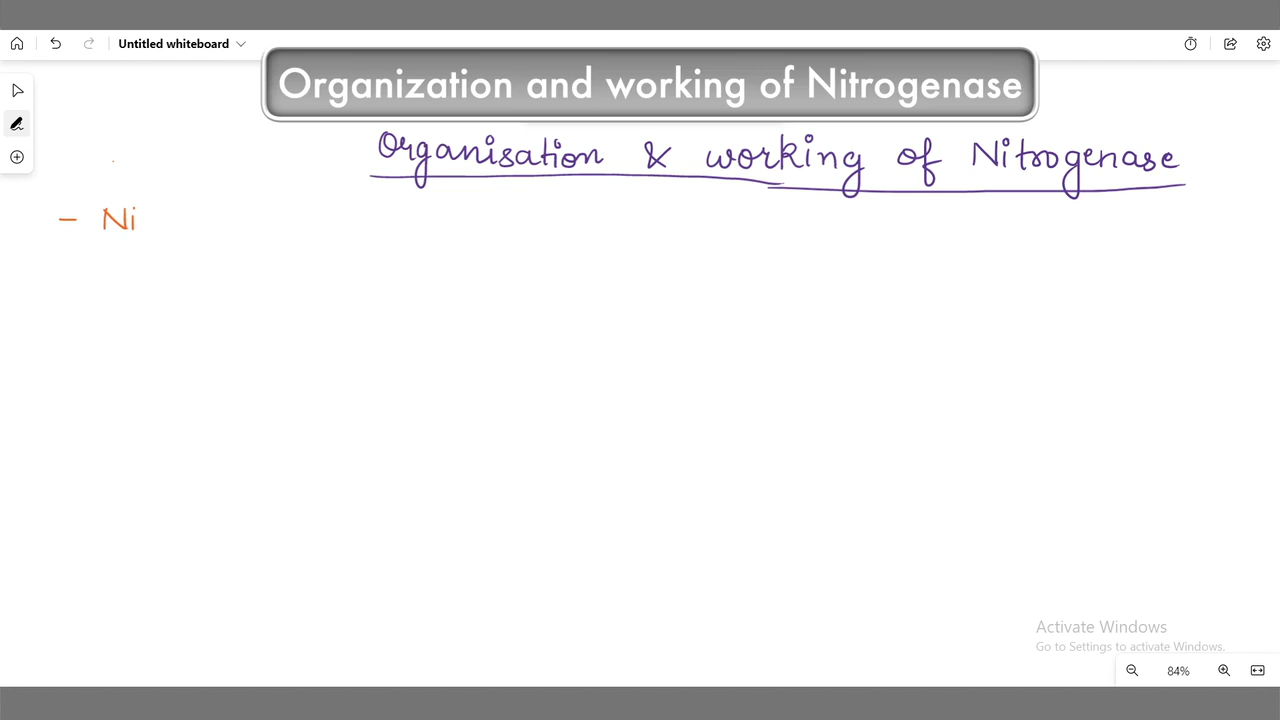 Untitled whiteboard
Organization and working of Nitrogenase
Organisation & working of Nitrogenase
- Ni
Activate Windows
Go to Settings to activate Windows.
84%